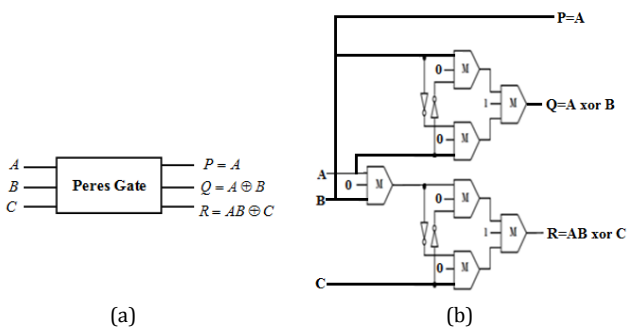 A
B
C
Peres Gate
P = A
Q = A ⊕ B
R = AB ⊕ C
(a)
P=A
M
0
1
M
Q=A xor B
0
M
A
0
M
B
0
M
1
M
R=AB xor C
0
M
C
(b)